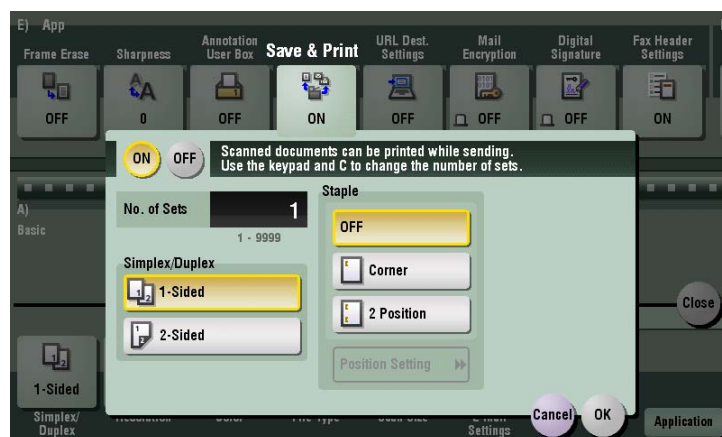 E) App
Frame Erase
Sharpness
Annotation
User Box
Save & Print
URL Dest.
Settings
Mail
Encryption
Digital
Signature
Fax Header
Settings
OFF
0
OFF
ON
OFF
OFF
OFF
ON
ON
OFF
Scanned documents can be printed while sending.
Use the keypad and C to change the number of sets.
A)
Basic
No. of Sets
1
1 - 9999
Simplex/Duplex
1-Sided
2-Sided
Staple
OFF
Corner
2 Position
Position Setting
Close
Cancel
OK
1-Sided
Simplex/
Duplex
Settings
Application